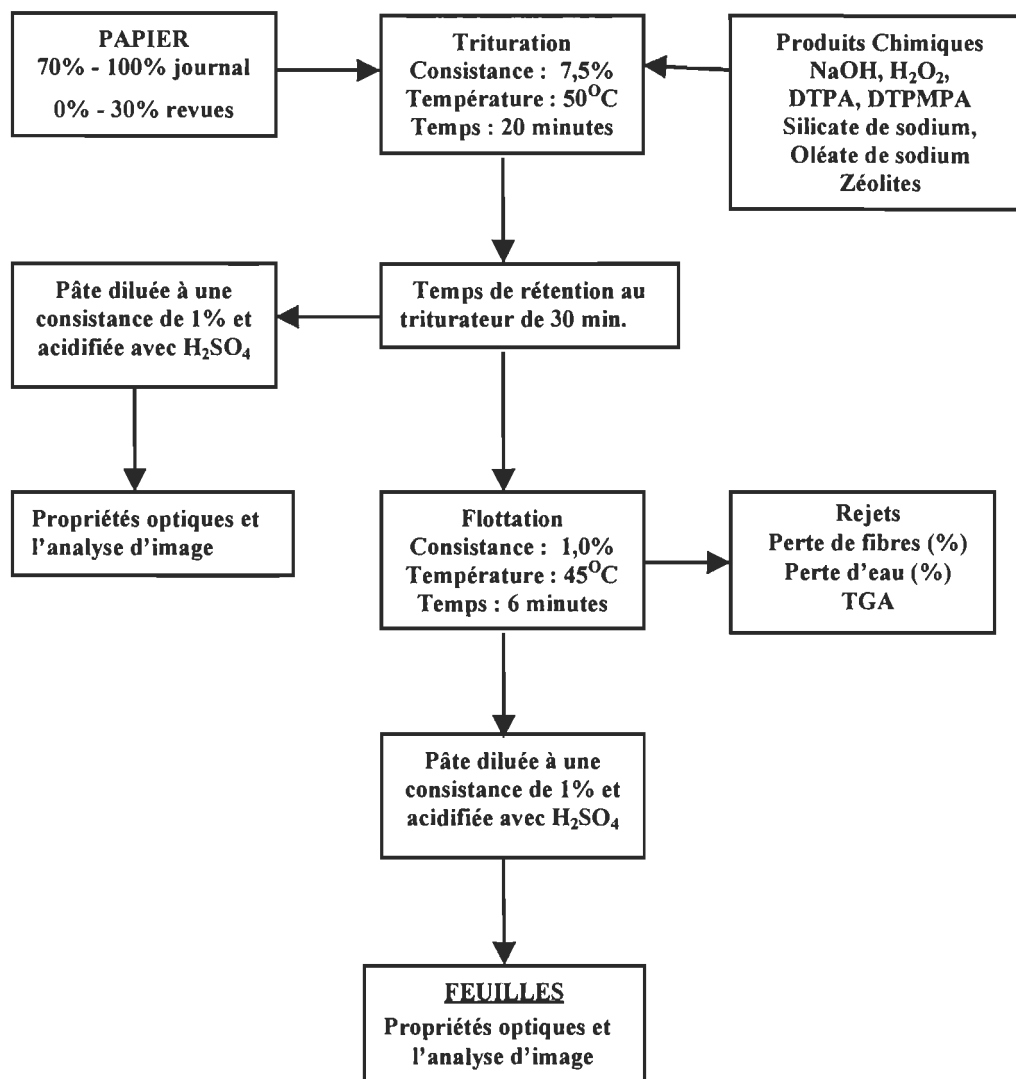 PAPIER
70% - 100% journal
0% - 30% revues
Trituration
Consistance : 7,5%
Température : 50⁰C
Temps : 20 minutes
Produits Chimiques
NaOH, H₂O₂,
DTPA, DTPMPA
Silicate de sodium,
Oléate de sodium
Zéolites
Pâte diluée à une
consistance de 1% et
acidifiée avec H₂SO₄
Temps de rétention au
triturateur de 30 min.
Propriétés optiques et
l’analyse d’image
Flottation
Consistance : 1,0%
Température : 45⁰C
Temps : 6 minutes
Rejets
Perte de fibres (%)
Perte d’eau (%)
TGA
Pâte diluée à une
consistance de 1% et
acidifiée avec H₂SO₄
FEUILLES
Propriétés optiques et
l’analyse d’image